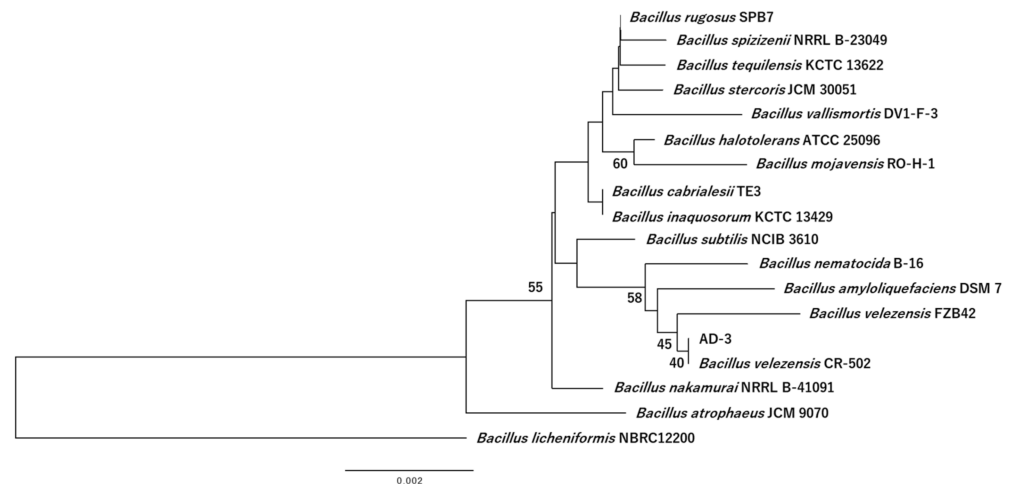 Bacillus rugosus SPB7
Bacillus spizizenii NRRL B-23049
Bacillus tequilensis KCTC 13622
Bacillus stercoris JCM 30051
Bacillus vallismortis DV1-F-3
Bacillus halotolerans ATCC 25096
60
Bacillus mojavensis RO-H-1
Bacillus cabrialesii TE3
Bacillus inaquosorum KCTC 13429
Bacillus subtilis NCIB 3610
Bacillus nematocida B-16
55
Bacillus amyloliquefaciens DSM 7
58
Bacillus velezensis FZB42
AD-3
45
Bacillus velezensis CR-502
40
Bacillus nakamurai NRRL B-41091
Bacillus atrophaeus JCM 9070
Bacillus licheniformis NBRC12200
0.002